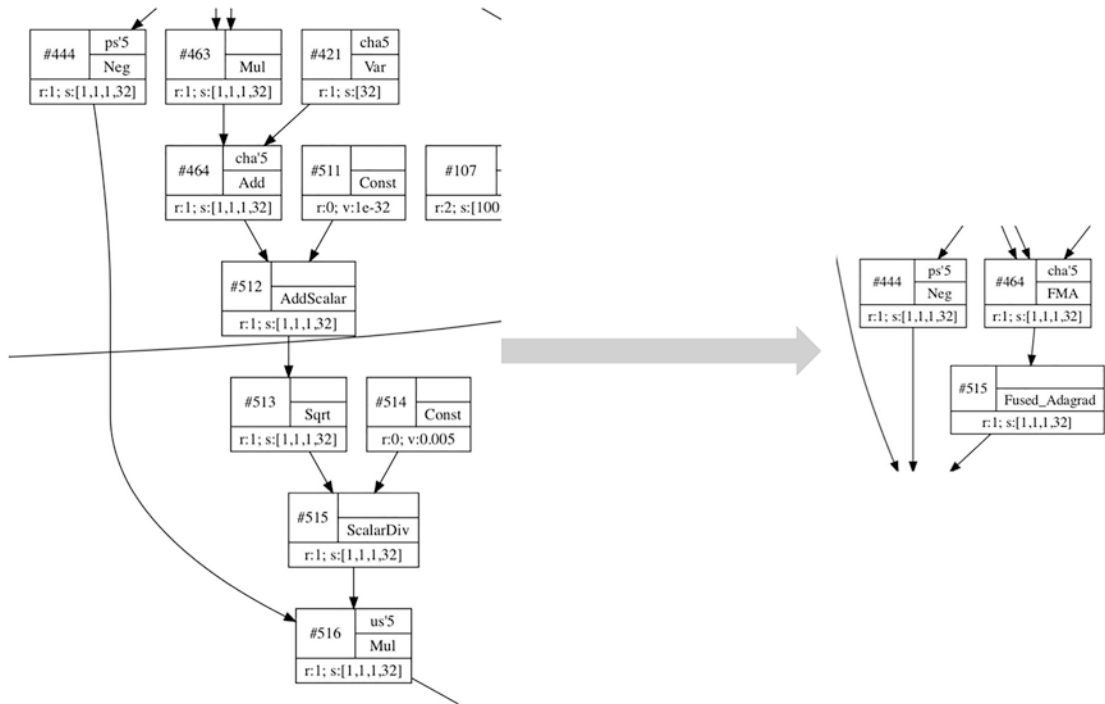 #444
ps'5
Neg
r:1; s:[1,1,1,32]
#463
Mul
r:1; s:[1,1,1,32]
#421
cha5
Var
r:1; s:[32]
#464
cha'5
Add
r:1; s:[1,1,1,32]
#511
Const
r:0; v:1e-32
#107
r:2; s:[100,
#512
AddScalar
r:1; s:[1,1,1,32]
#513
Sqrt
r:1; s:[1,1,1,32]
#514
Const
r:0; v:0.005
#515
ScalarDiv
r:1; s:[1,1,1,32]
#516
us'5
Mul
r:1; s:[1,1,1,32]
#444
ps'5
Neg
r:1; s:[1,1,1,32]
#464
cha'5
FMA
r:1; s:[1,1,1,32]
#515
Fused_Adagrad
r:1; s:[1,1,1,32]